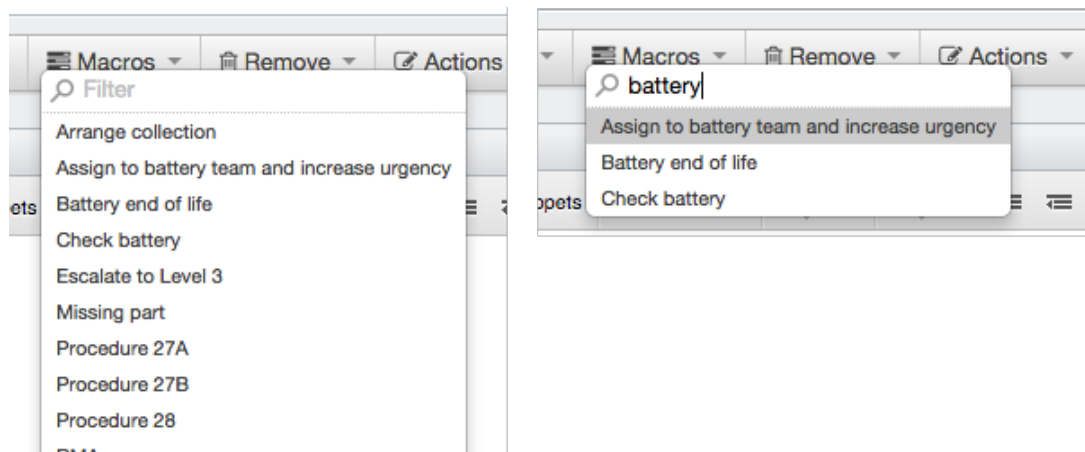 Macros Remove Actions
Filter
Arrange collection
Assign to battery team and increase urgency
ets Battery end of life
Check battery
Escalate to Level 3
Missing part
Procedure 27A
Procedure 27B
Procedure 28
Macros Remove Actions
battery
Assign to battery team and increase urgency
Battery end of life
ppets Check battery